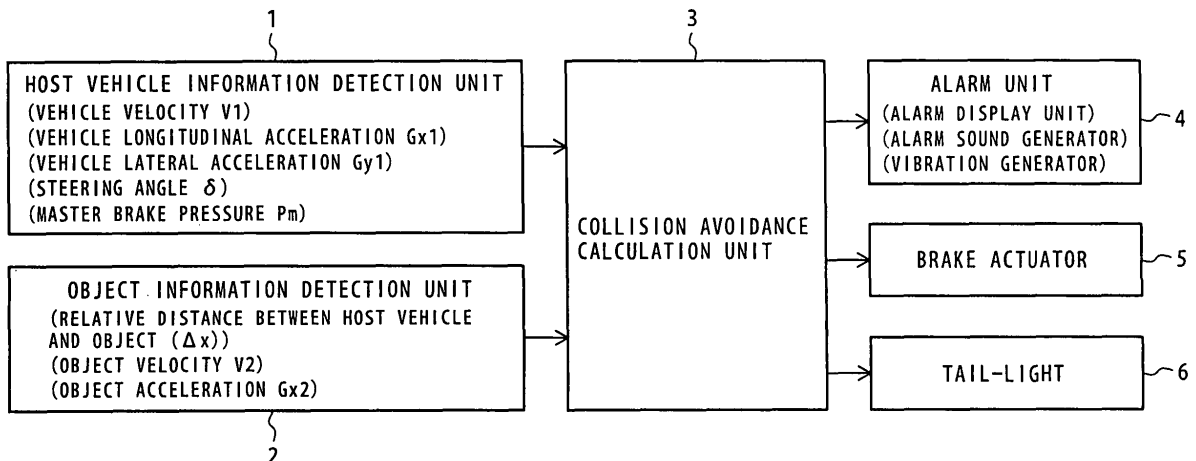 1
HOST VEHICLE INFORMATION DETECTION UNIT
(VEHICLE VELOCITY V1)
(VEHICLE LONGITUDINAL ACCELERATION Gx1)
(VEHICLE LATERAL ACCELERATION Gy1)
(STEERING ANGLE δ)
(MASTER BRAKE PRESSURE Pm)
OBJECT INFORMATION DETECTION UNIT
(RELATIVE DISTANCE BETWEEN HOST VEHICLE
AND OBJECT (Δx))
(OBJECT VELOCITY V2)
(OBJECT ACCELERATION Gx2)
2
3
COLLISION AVOIDANCE
CALCULATION UNIT
ALARM UNIT
(ALARM DISPLAY UNIT)
(ALARM SOUND GENERATOR)
(VIBRATION GENERATOR)
4
BRAKE ACTUATOR
5
TAIL-LIGHT
6